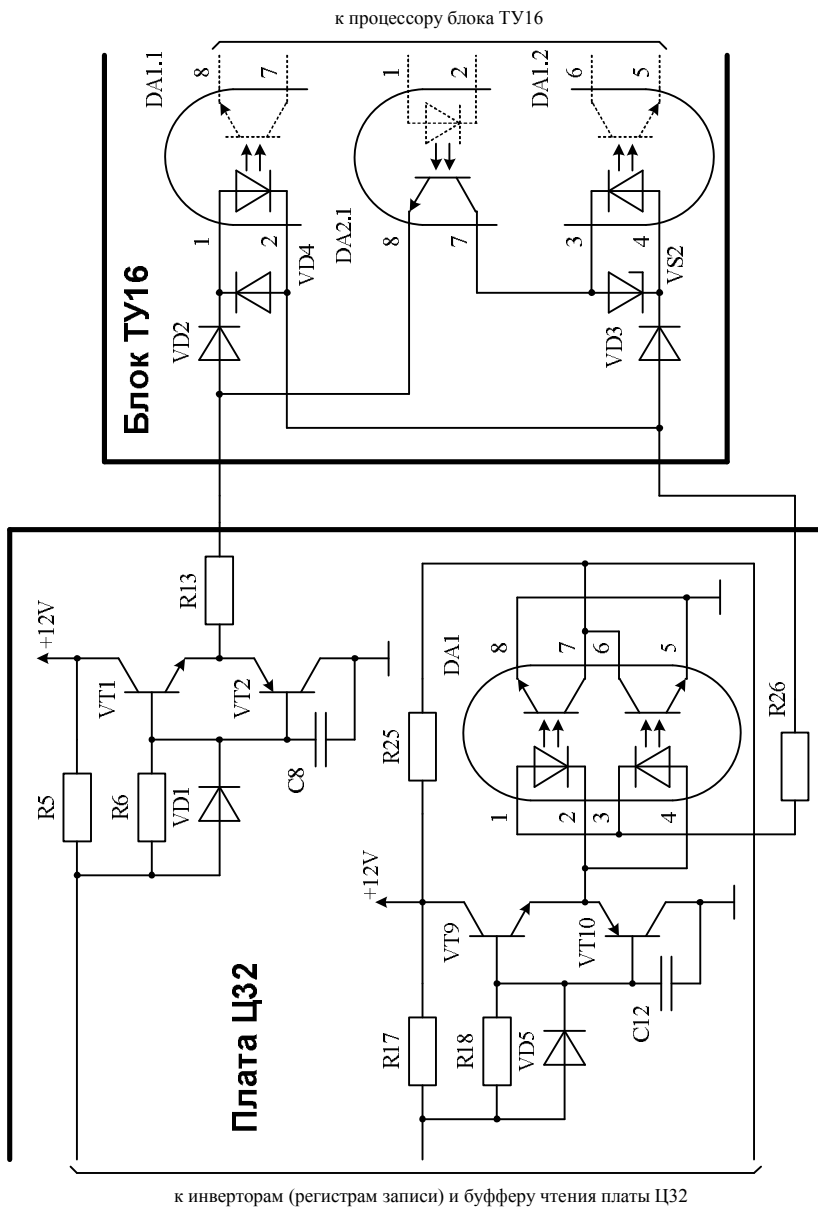 к процессору блока ТУ16
DA1.1
8
7
1
2
DA1.2
6
5
Блок ТУ16
1
2
VD4
DA2.1
8
7
3
4
VS2
VD2
VD3
R13
+12V
VT1
VT2
DA1
8
7
6
5
R26
R5
R6
VD1
C8
R25
1
2
3
4
+12V
VT9
VT10
Плата Ц32
R17
R18
VD5
C12
к инверторам (регистрам записи) и буфферу чтения платы Ц32